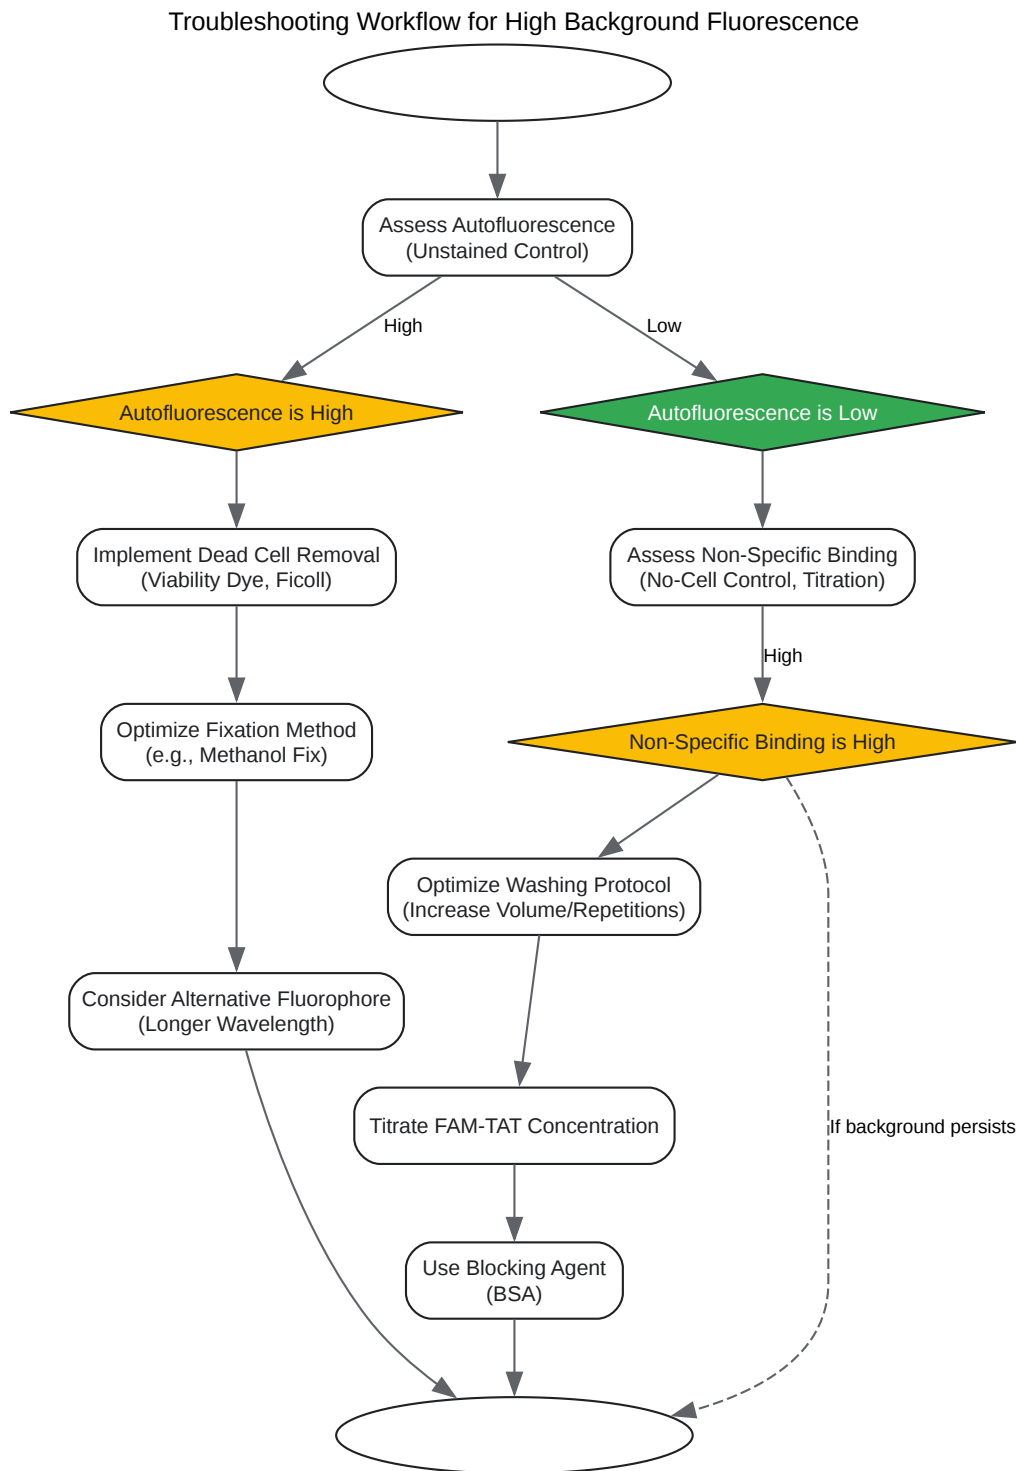 Troubleshooting Workflow for High Background Fluorescence
Assess Autofluorescence
(Unstained Control)
High
Low
Autofluorescence is High
Autofluorescence is Low
Implement Dead Cell Removal
(Viability Dye, Ficoll)
Assess Non-Specific Binding
(No-Cell Control, Titration)
High
Optimize Fixation Method
(e.g., Methanol Fix)
Non-Specific Binding is High
Optimize Washing Protocol
(Increase Volume/Repetitions)
Consider Alternative Fluorophore
(Longer Wavelength)
Titrate FAM-TAT Concentration
If background persists
Use Blocking Agent
(BSA)